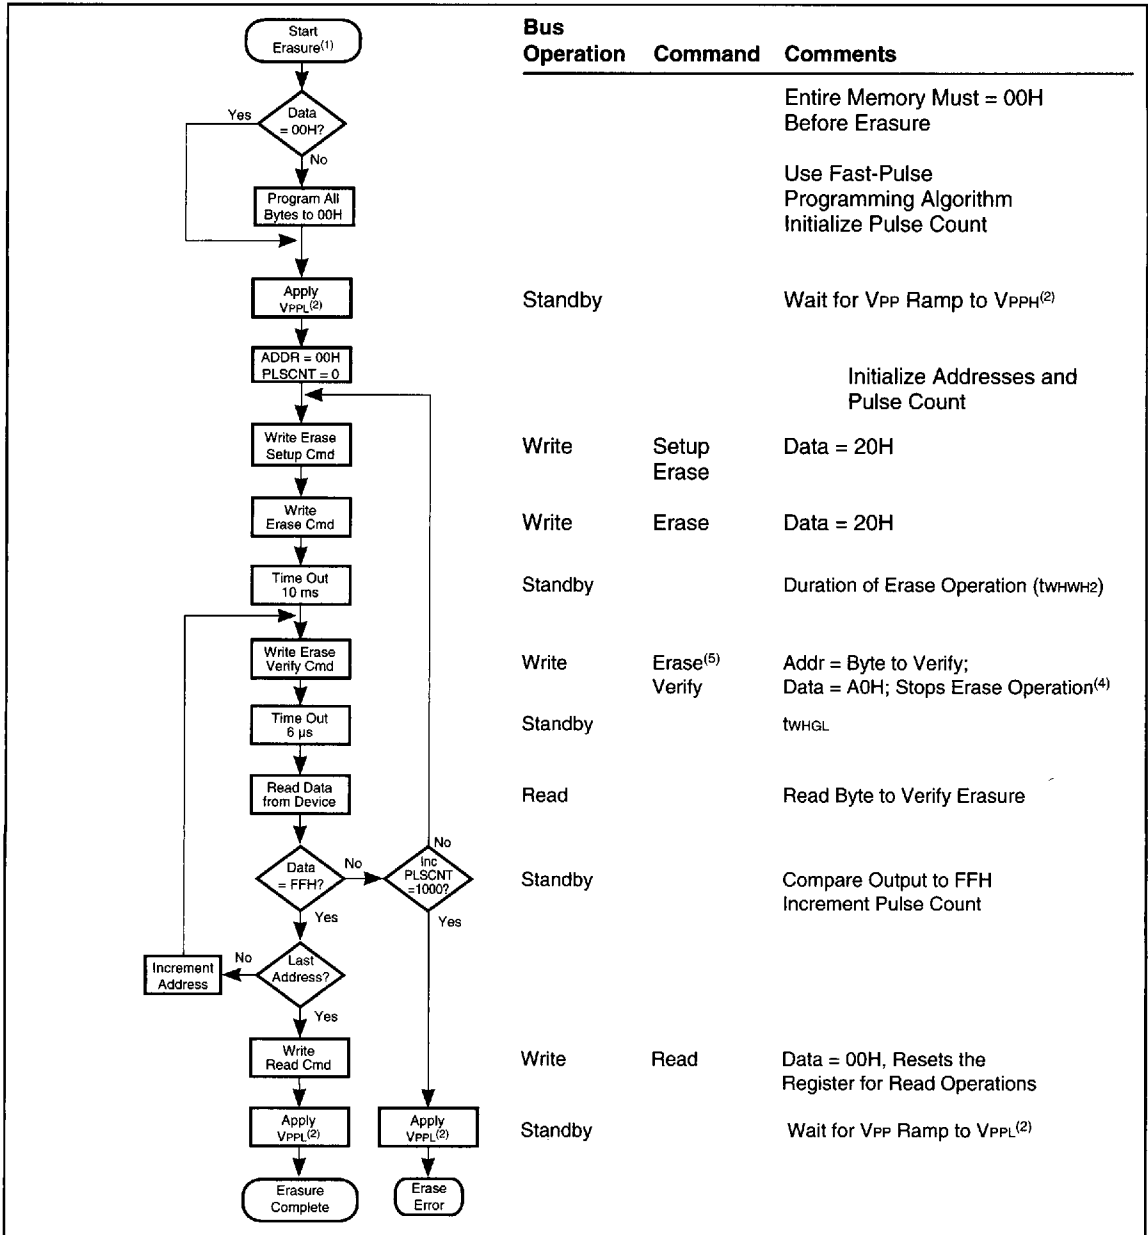 Start
Erasure(1)
Data
= 00H?
Yes
No
Program All
Bytes to 00H
Apply
VPPL(2)
ADDR = 00H
PLSCNT = 0
Write Erase
Setup Cmd
Write
Erase Cmd
Time Out
10 ms
Write Erase
Verify Cmd
Time Out
6 µs
Read Data
from Device
Data
= FFH?
No
Yes
Inc
PLSCNT
=1000?
No
Yes
Last
Address?
No
Yes
Increment
Address
Write
Read Cmd
Apply
VPPL(2)
Erasure
Complete
Apply
VPPL(2)
Erase
Error
Bus
Operation Command Comments
Entire Memory Must = 00H
Before Erasure
Use Fast-Pulse
Programming Algorithm
Initialize Pulse Count
Standby Wait for VPP Ramp to VPPH(2)
Initialize Addresses and
Pulse Count
Write Setup Data = 20H
Erase
Write Erase Data = 20H
Standby Duration of Erase Operation (tWHWH2)
Write Erase(5) Addr = Byte to Verify;
Verify Data = A0H; Stops Erase Operation(4)
Standby tWHGL
Read Read Byte to Verify Erasure
Standby Compare Output to FFH
Increment Pulse Count
Write Read Data = 00H, Resets the
Register for Read Operations
Standby Wait for VPP Ramp to VPPL(2)